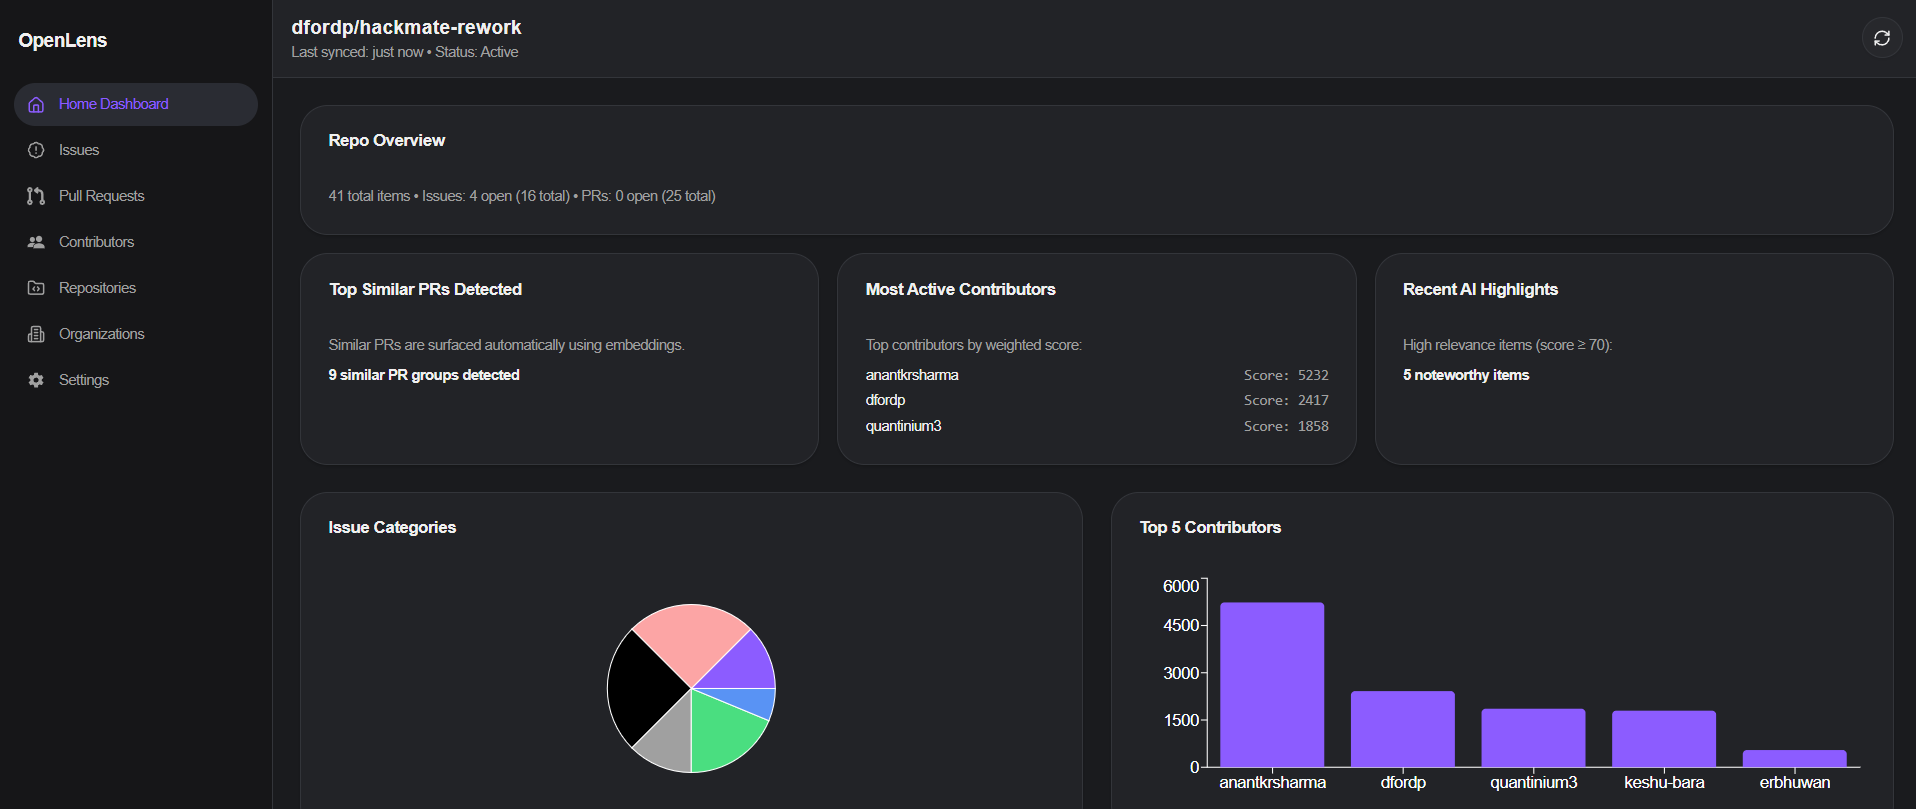 OpenLens
Home Dashboard
Issues
Pull Requests
Contributors
Repositories
Organizations
Settings
dfordp/hackmate-rework
Last synced: just now • Status: Active
Repo Overview
41 total items • Issues: 4 open (16 total) • PRs: 0 open (25 total)
Top Similar PRs Detected
Similar PRs are surfaced automatically using embeddings.
9 similar PR groups detected
Most Active Contributors
Top contributors by weighted score:
anantkrsharma Score: 5232
dfordp Score: 2417
quantinium3 Score: 1858
Recent AI Highlights
High relevance items (score ≥ 70):
5 noteworthy items
Issue Categories
Top 5 Contributors
6000
4500
3000
1500
0
anantkrsharma dfordp quantinium3 keshu-bara erbhuwan